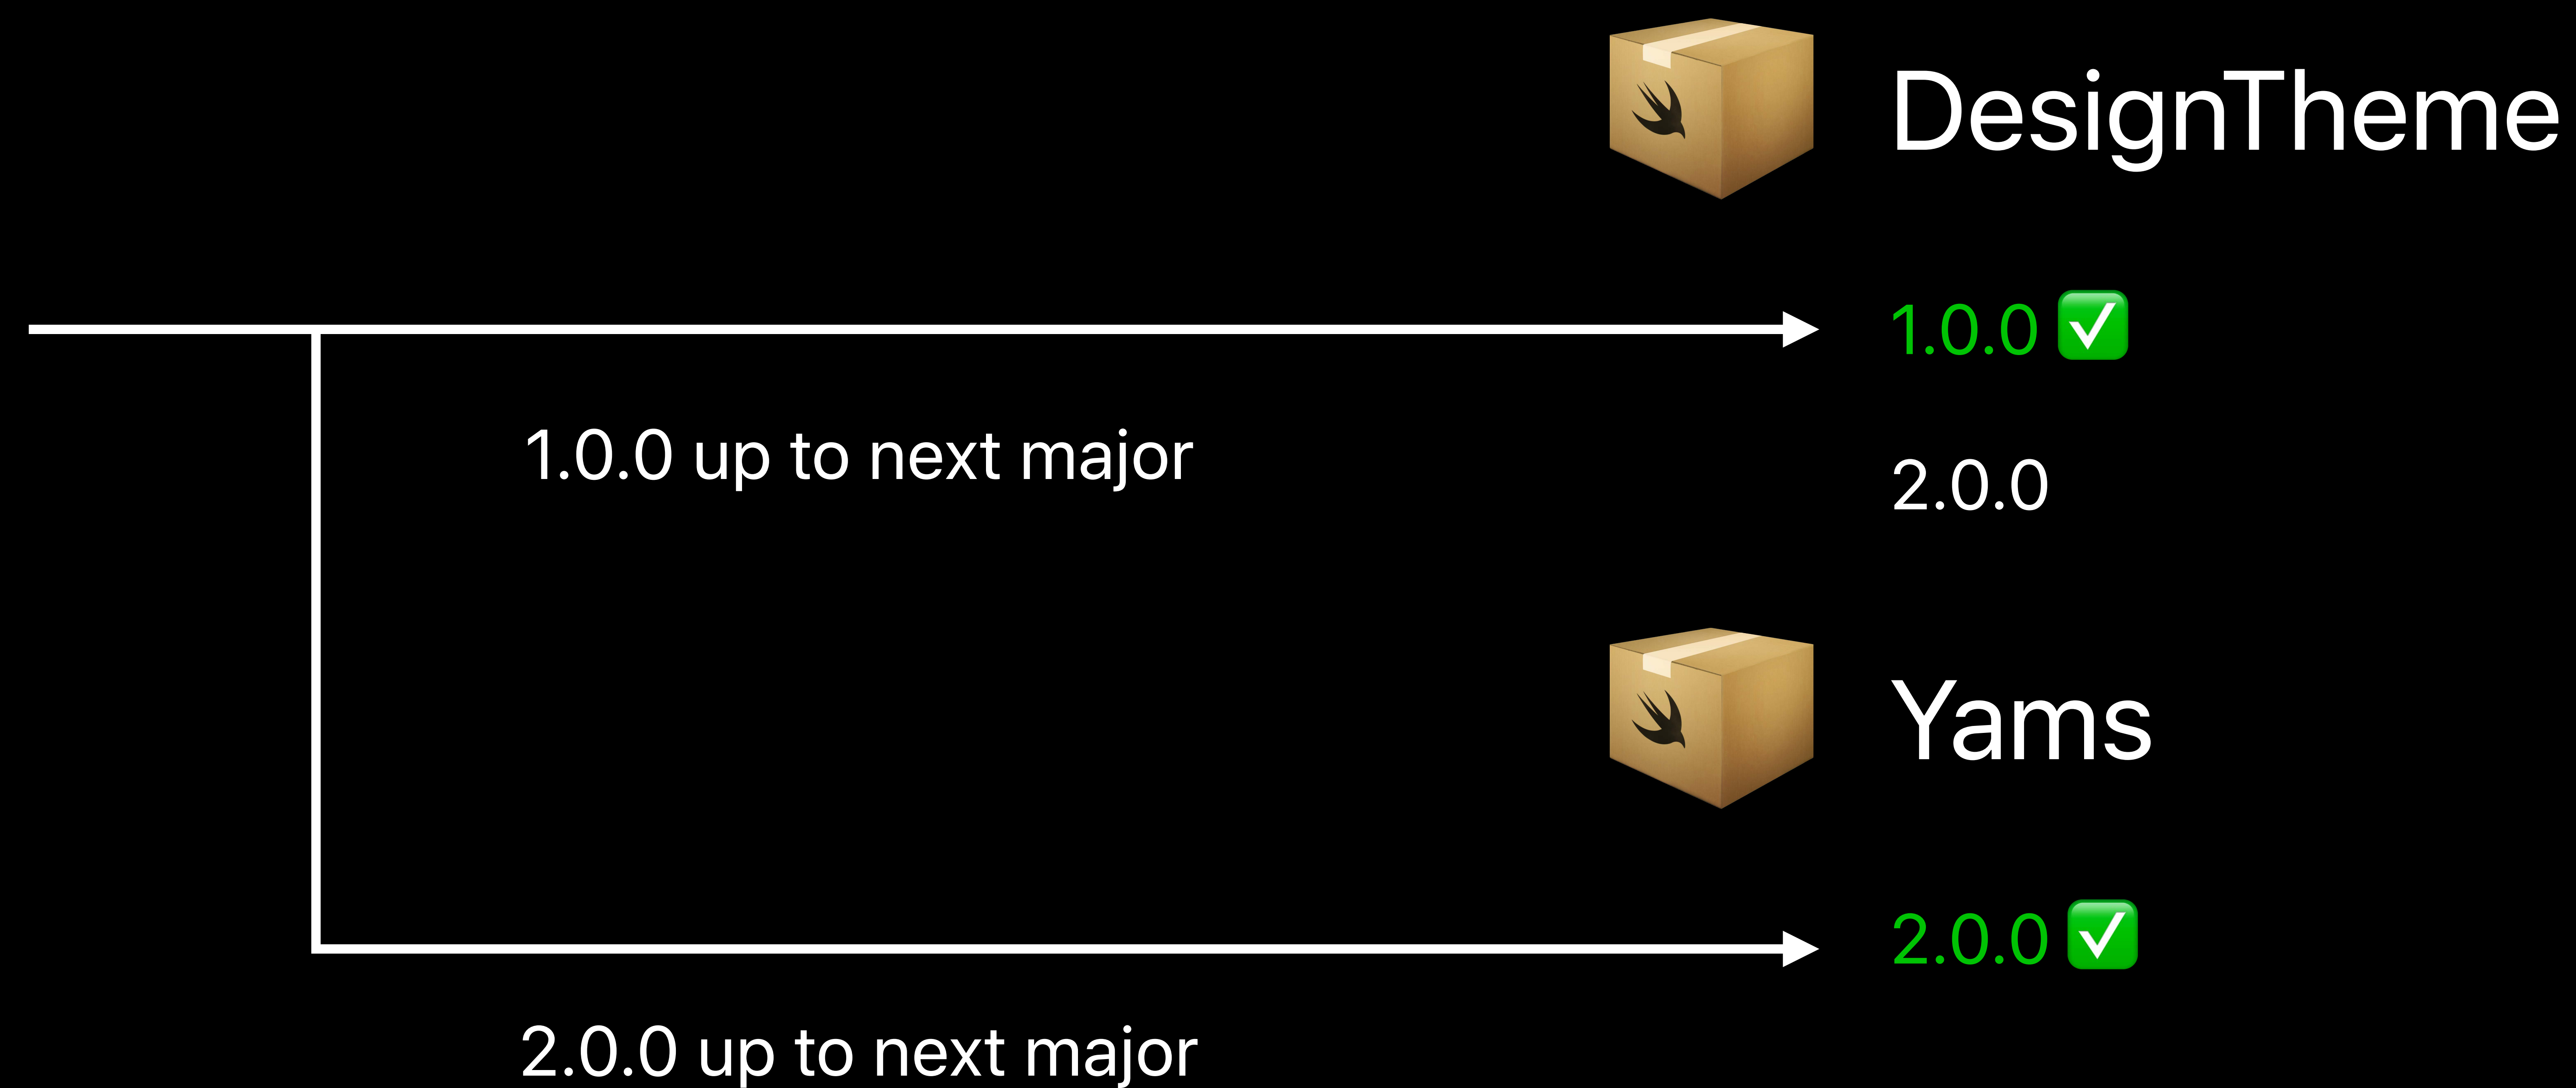 DesignTheme
1.0.0 ✅
1.0.0 up to next major
2.0.0
Yams
2.0.0 ✅
2.0.0 up to next major